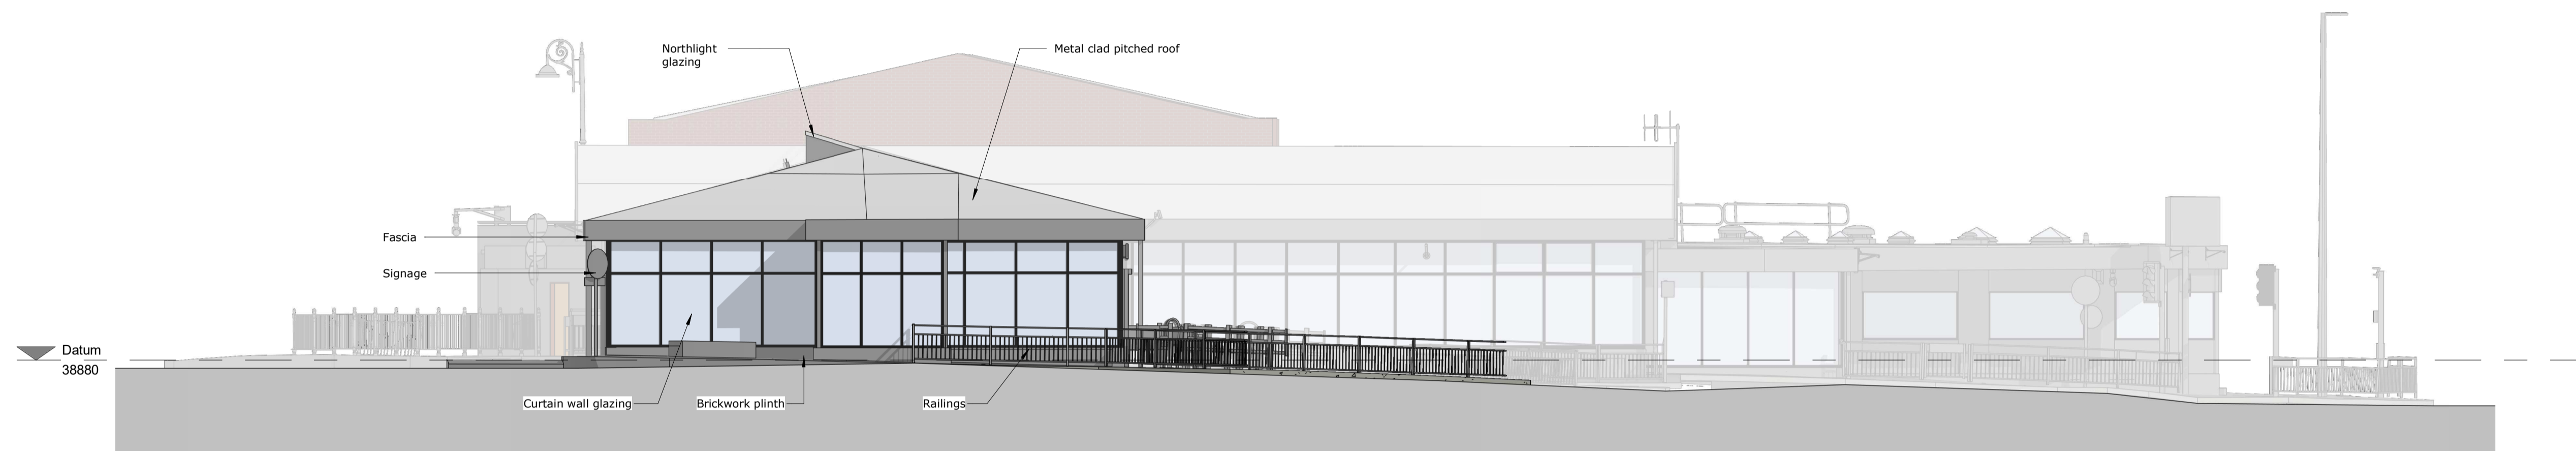 Northlight
glazing
Metal clad pitched roof
Fascia
Signage
Datum
38880
Curtain wall glazing
Brickwork plinth
Railings